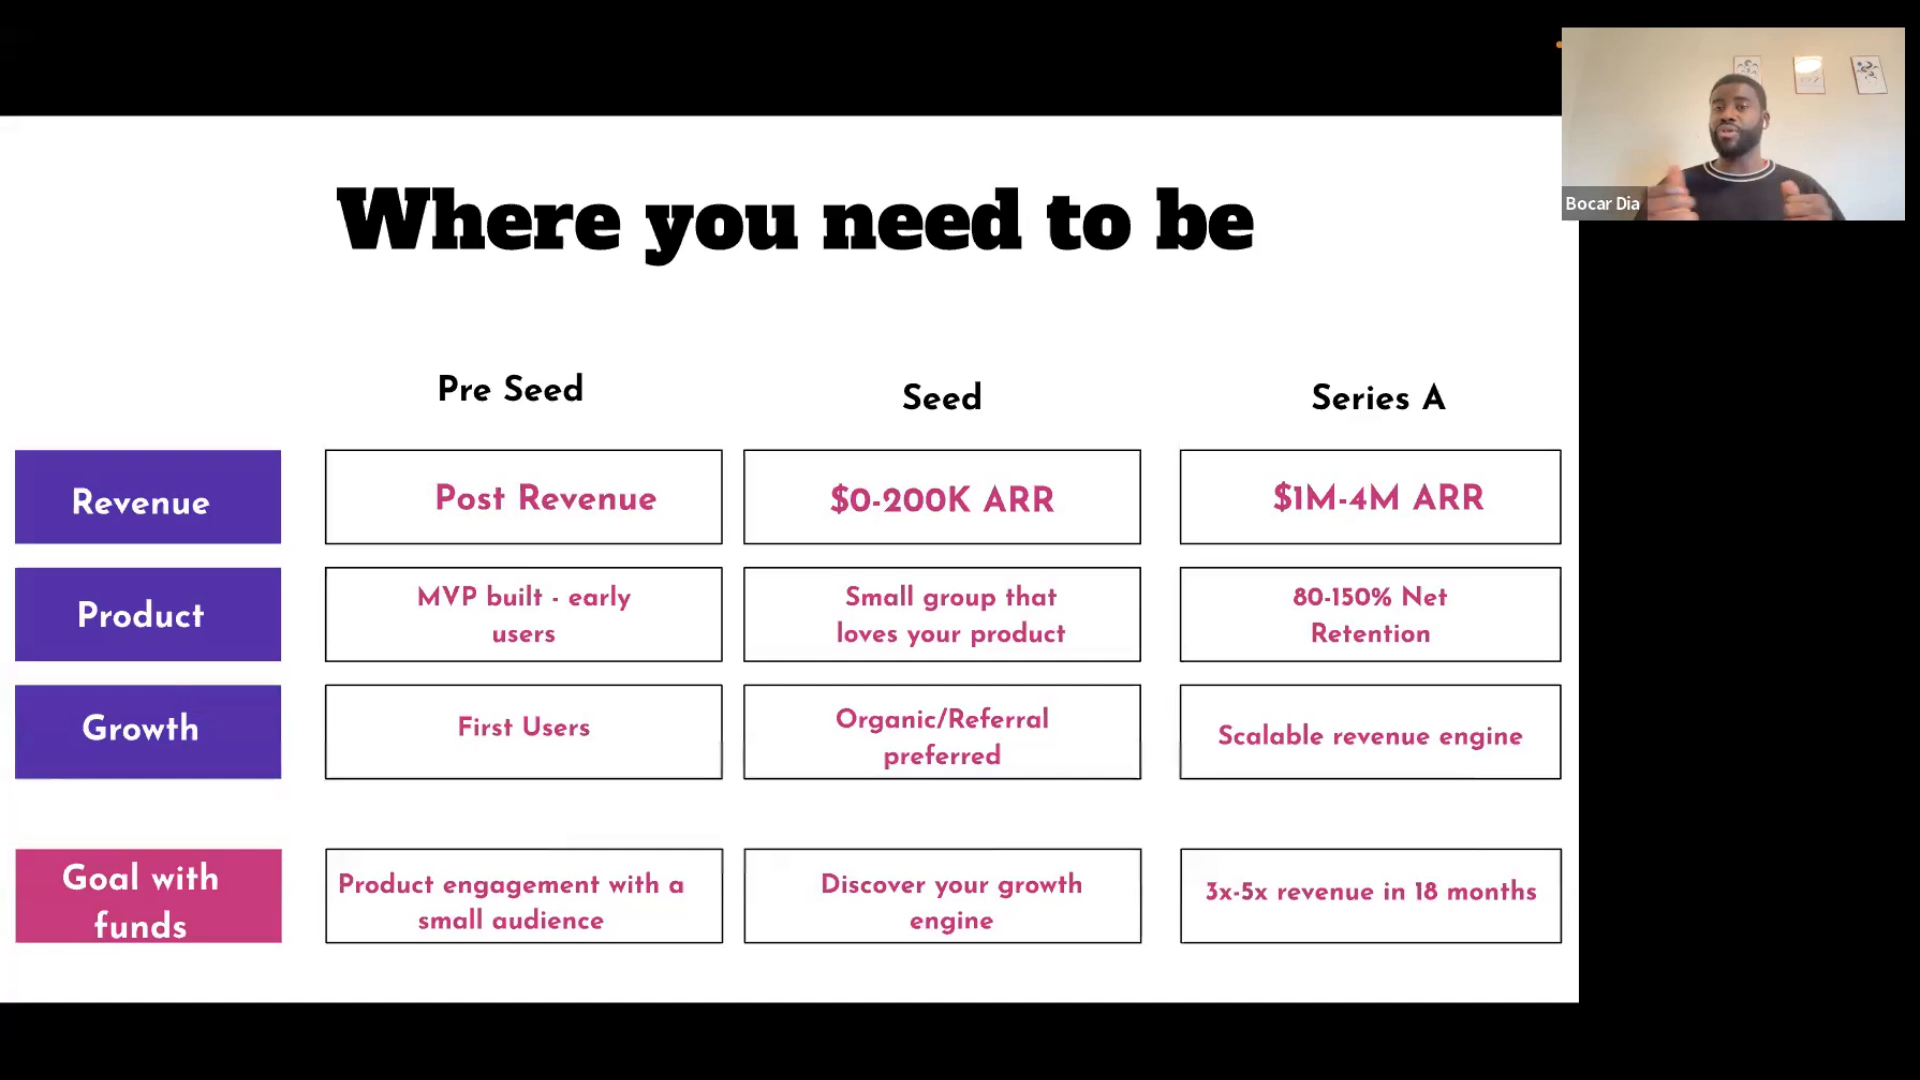 Bocar Dia
Where you need to be
Pre Seed
Seed
Series A
Revenue
Post Revenue
$0-200K ARR
$1M-4M ARR
Product
MVP built - early
users
Small group that
loves your product
80-150% Net
Retention
Growth
First Users
Organic/Referral
preferred
Scalable revenue engine
Goal with
funds
Product engagement with a
small audience
Discover your growth
engine
3x-5x revenue in 18 months